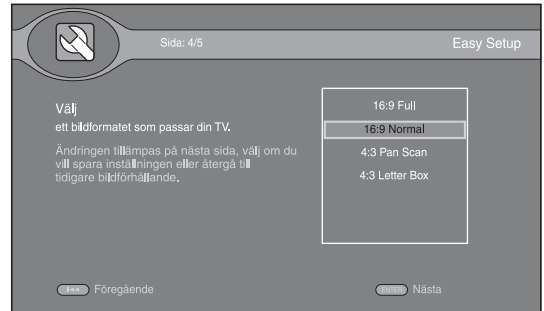 Sida: 4/5
Easy Setup
Välj
ett bildformatet som passar din TV.
Ändringen tillämpas på nästa sida, välj om du
vill spara inställningen eller återgå till
tidigare bildförhållande.
16:9 Full
16:9 Normal
4:3 Pan Scan
4:3 Letter Box
Föregående
ENTER Nästa